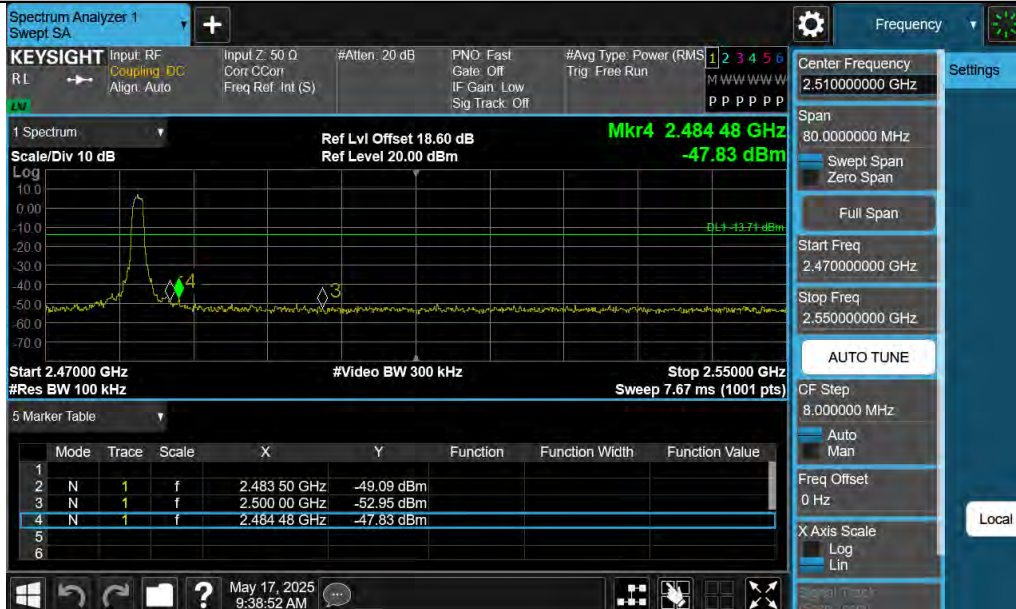 Spectrum Analyzer 1
Swept SA
Frequency
KEYSIGHT
RL
LNI
Input: RF
Coupling: DC
Align: Auto
Input Z: 50 Ω
Corr CCorr
Freq Ref: Int (S)
#Atten: 20 dB
PNO: Fast
Gate: Off
IF Gain: Low
Sig Track: Off
#Avg Type: Power (RMS
Trig: Free Run
1 2 3 4 5 6
M W W W W W
P P P P P P
1 Spectrum
Scale/Div 10 dB
Ref Lvl Offset 18.60 dB
Ref Level 20.00 dBm
Mkr4 2.484 48 GHz
-47.83 dBm
Log
10.0
0.00
-10.0
-20.0
-30.0
-40.0
-50.0
-60.0
-70.0
DL1 -13.71 dBm
4
3
Start 2.47000 GHz
#Res BW 100 kHz
#Video BW 300 kHz
Stop 2.55000 GHz
Sweep 7.67 ms (1001 pts)
5 Marker Table
Mode Trace Scale X Y Function Function Width Function Value
1
2 N 1 f 2.483 50 GHz -49.09 dBm
3 N 1 f 2.500 00 GHz -52.95 dBm
4 N 1 f 2.484 48 GHz -47.83 dBm
5
6
May 17, 2025
9:38:52 AM
Center Frequency
2.510000000 GHz
Settings
Span
80.0000000 MHz
Swept Span
Zero Span
Full Span
Start Freq
2.470000000 GHz
Stop Freq
2.550000000 GHz
AUTO TUNE
CF Step
8.000000 MHz
Auto
Man
Freq Offset
0 Hz
Local
X Axis Scale
Log
Lin
Signal Track